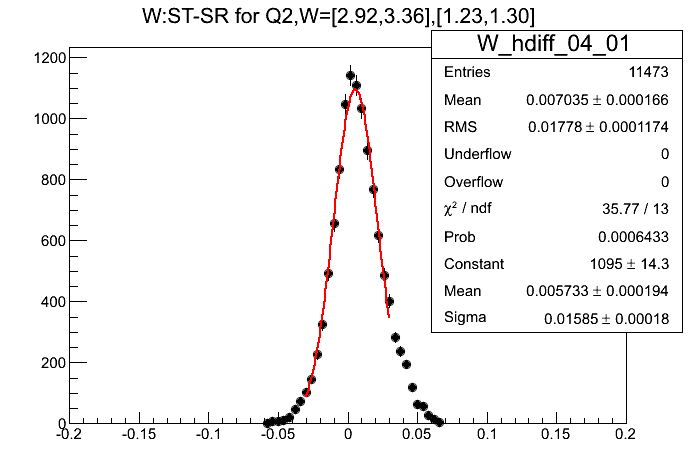 W:ST-SR for Q2,W=[2.92,3.36],[1.23,1.30]
W_hdiff_04_01
Entries 11473
Mean 0.007035 ± 0.000166
RMS 0.01778 ± 0.0001174
Underflow 0
Overflow 0
χ² / ndf 35.77 / 13
Prob 0.0006433
Constant 1095 ± 14.3
Mean 0.005733 ± 0.000194
Sigma 0.01585 ± 0.00018
1200
1000
800
600
400
200
0
-0.2 -0.15 -0.1 -0.05 0 0.05 0.1 0.15 0.2